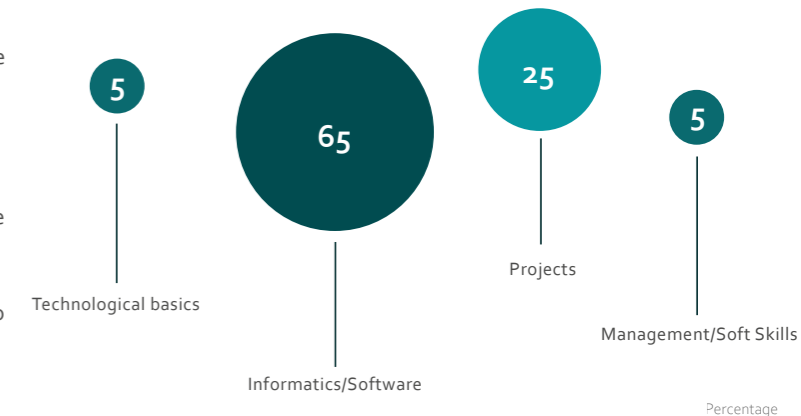 5
65
25
5
Technological basics
Informatics/Software
Projects
Management/Soft Skills
Percentage